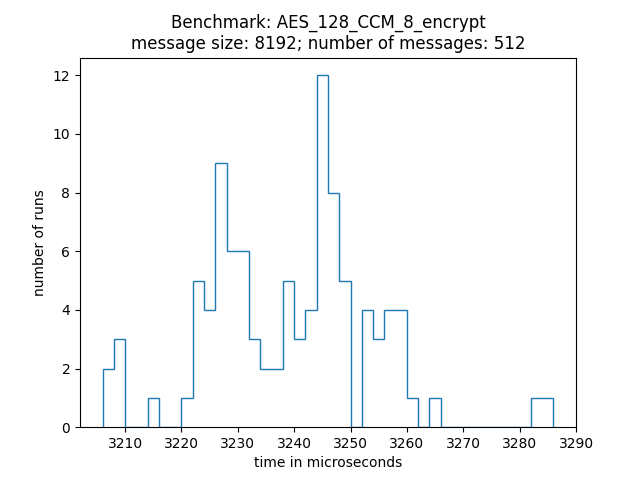 Benchmark: AES_128_CCM_8_encrypt
message size: 8192; number of messages: 512
12
10
8
6
4
2
0
number of runs
3210 3220 3230 3240 3250 3260 3270 3280 3290
time in microseconds